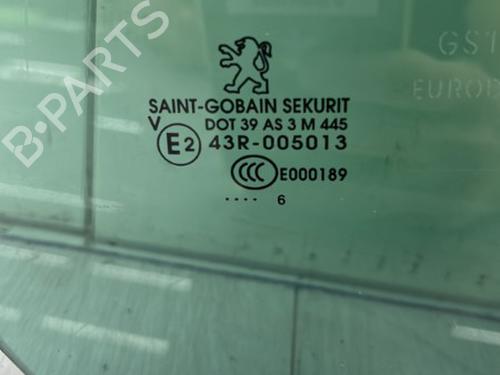 SAINT-GOBAIN SEKURIT
V DOT 39 AS 3 M 445
E2 43R-005013
CCC E000189
.... 6
GST
EUROP
B-PARTS